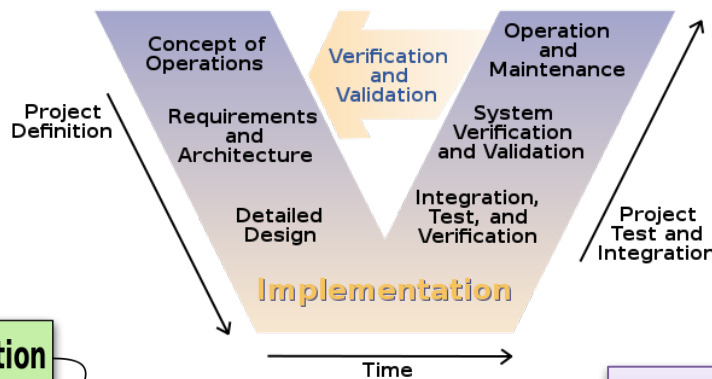 Concept of
Operations
Verification
and
Validation
Operation
and
Maintenance
Project
Definition
Requirements
and
Architecture
System
Verification
and Validation
Detailed
Design
Integration,
Test, and
Verification
Project
Test and
Integration
Implementation
Time